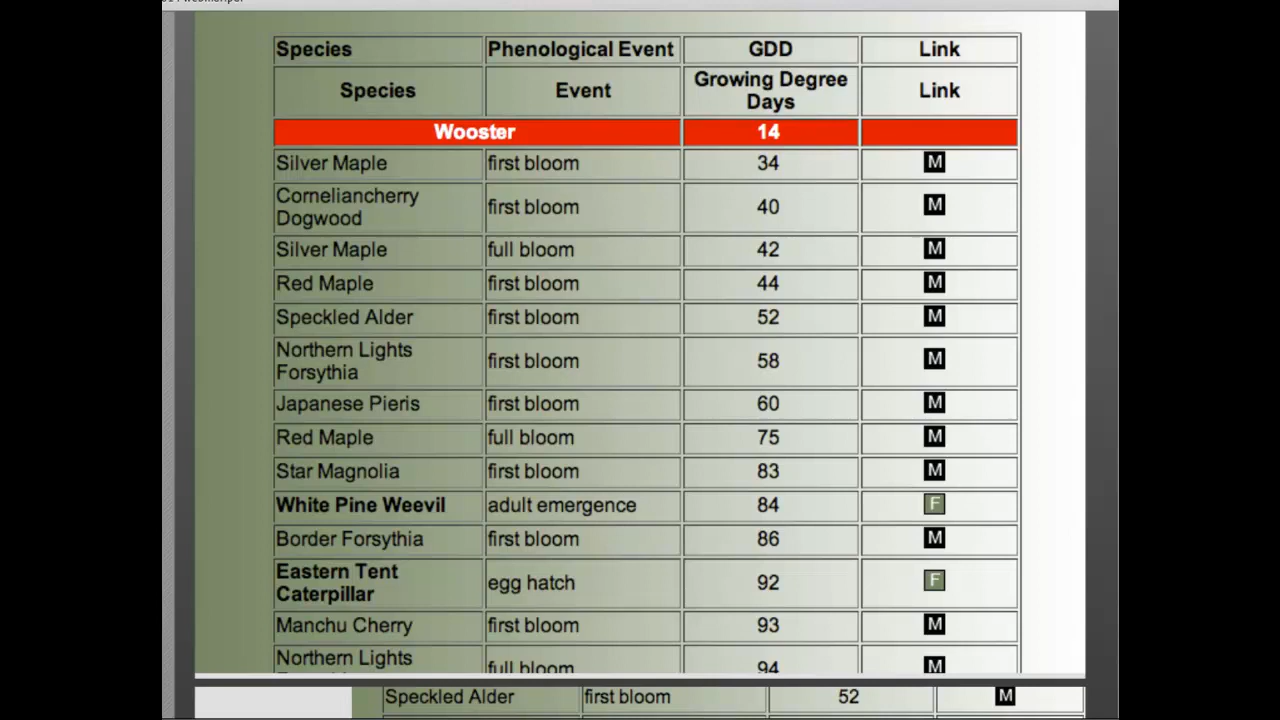 Species Phenological Event GDD Link
Species Event Growing Degree Days Link
Wooster 14
Silver Maple first bloom 34 M
Corneliancherry Dogwood first bloom 40 M
Silver Maple full bloom 42 M
Red Maple first bloom 44 M
Speckled Alder first bloom 52 M
Northern Lights Forsythia first bloom 58 M
Japanese Pieris first bloom 60 M
Red Maple full bloom 75 M
Star Magnolia first bloom 83 M
White Pine Weevil adult emergence 84 F
Border Forsythia first bloom 86 M
Eastern Tent Caterpillar egg hatch 92 F
Manchu Cherry first bloom 93 M
Northern Lights full bloom 94 M
Speckled Alder first bloom 52 M